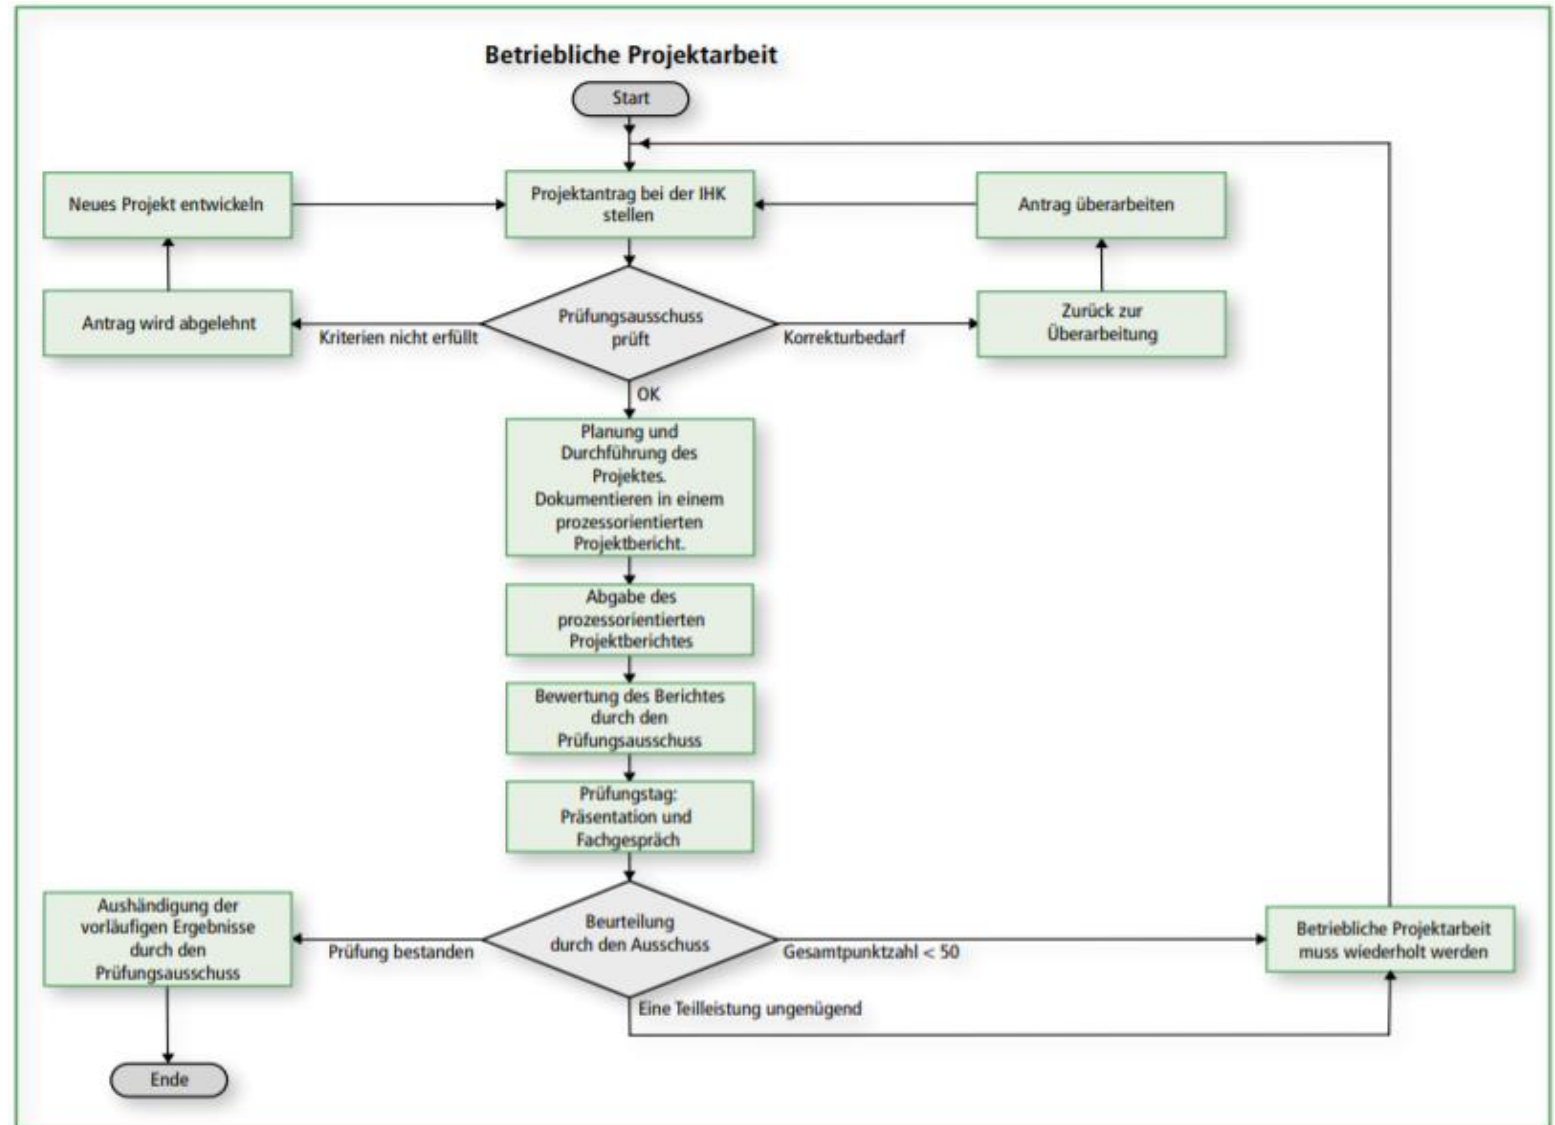 Betriebliche Projektarbeit
Start
Neues Projekt entwickeln
Projektantrag bei der IHK
stellen
Antrag überarbeiten
Antrag wird abgelehnt
Kriterien nicht erfüllt
Prüfungsausschuss
prüft
Korrekturbedarf
Zurück zur
Überarbeitung
OK
Planung und
Durchführung des
Projektes.
Dokumentieren in einem
prozessorientierten
Projektbericht.
Abgabe des
prozessorientierten
Projektberichtes
Bewertung des Berichtes
durch den
Prüfungsausschuss
Prüfungstag:
Präsentation und
Fachgespräch
Aushändigung der
vorläufigen Ergebnisse
durch den
Prüfungsausschuss
Prüfung bestanden
Beurteilung
durch den Ausschuss
Gesamtpunktzahl < 50
Betriebliche Projektarbeit
muss wiederholt werden
Eine Teilleistung ungenügend
Ende